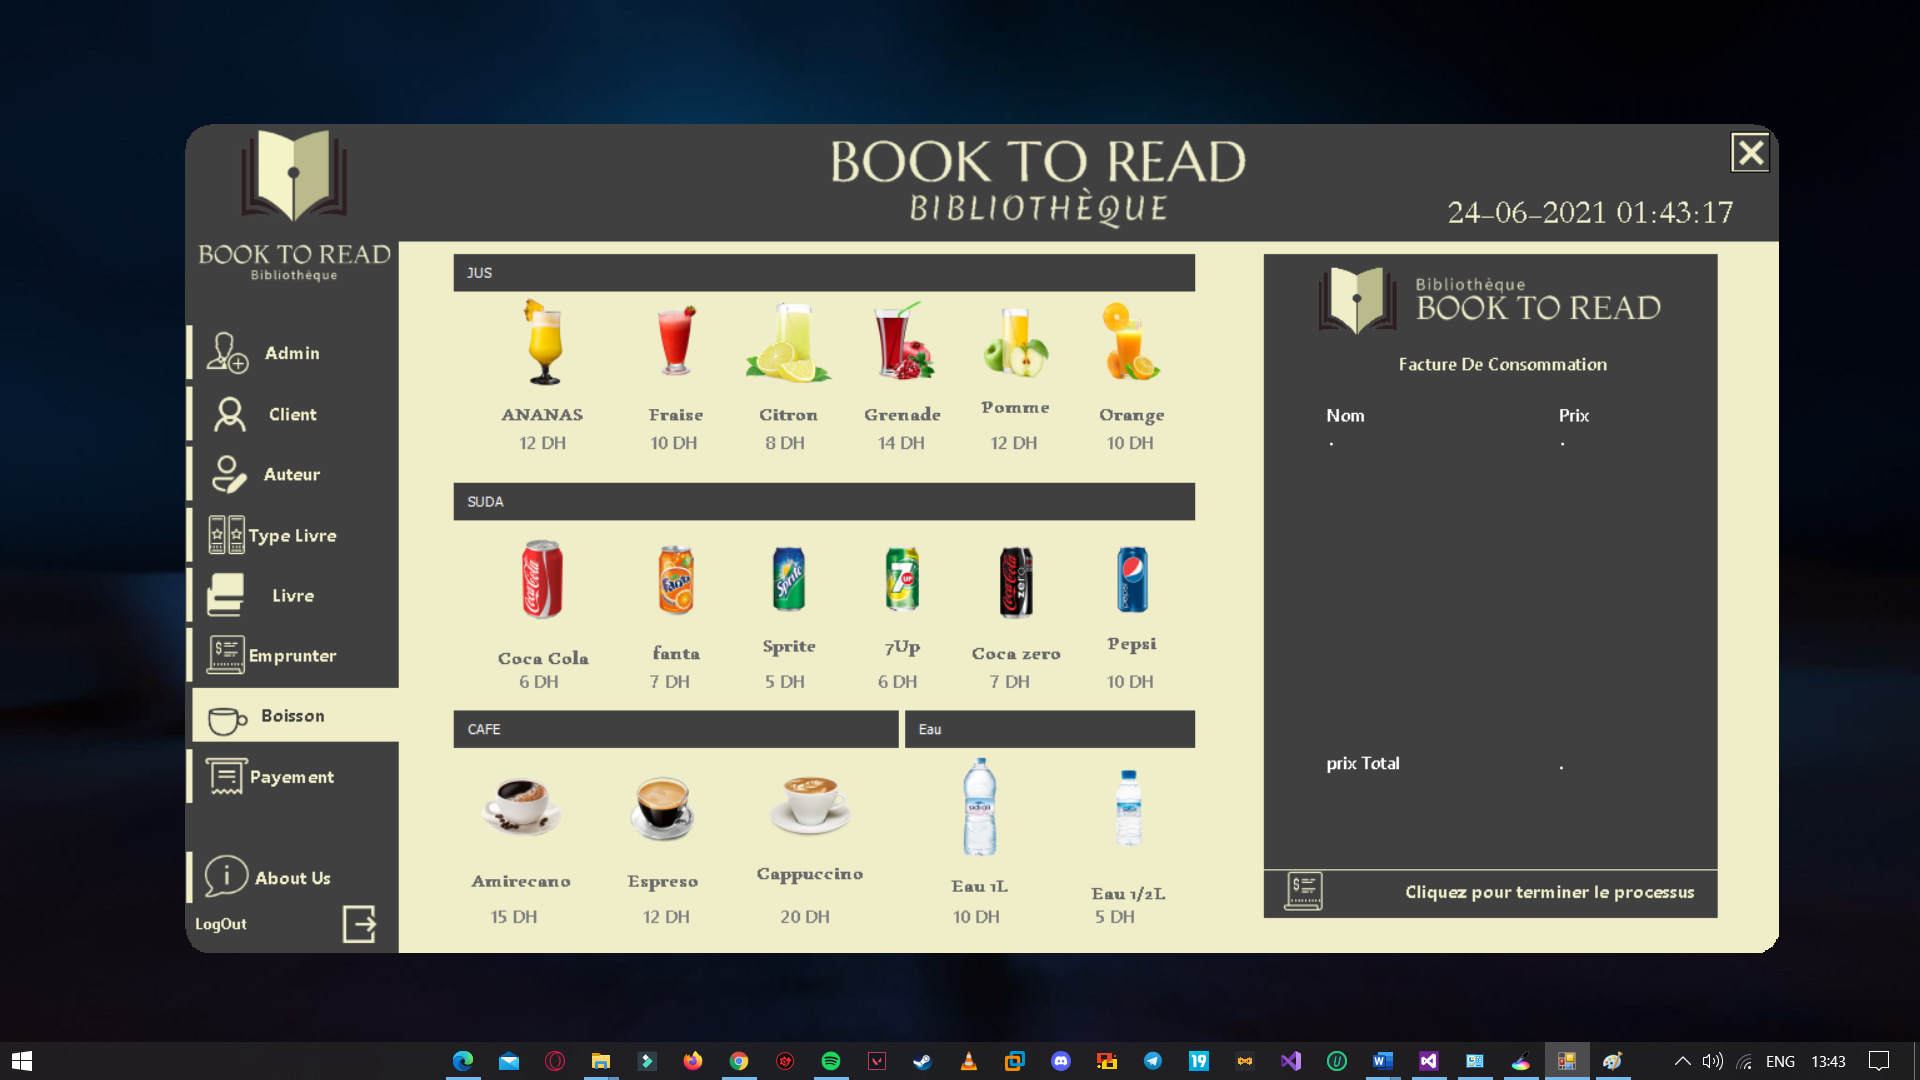 BOOK TO READ
BIBLIOTHÈQUE
24-06-2021 01:43:17
BOOK TO READ
Bibliothèque
Admin
Client
Auteur
Type Livre
Livre
Emprunter
Boisson
Payement
About Us
LogOut
JUS
ANANAS Fraise Citron Grenade Pomme Orange
12 DH 10 DH 8 DH 14 DH 12 DH 10 DH
SUDA
Coca Cola fanta Sprite 7Up Coca zero Pepsi
6 DH 7 DH 5 DH 6 DH 7 DH 10 DH
CAFE
Amirecano Espreso Cappuccino
15 DH 12 DH 20 DH
Eau
Eau 1L Eau 1/2L
10 DH 5 DH
Bibliothèque
BOOK TO READ
Facture De Consommation
Nom Prix
. .
prix Total .
Cliquez pour terminer le processus
ENG 13:43